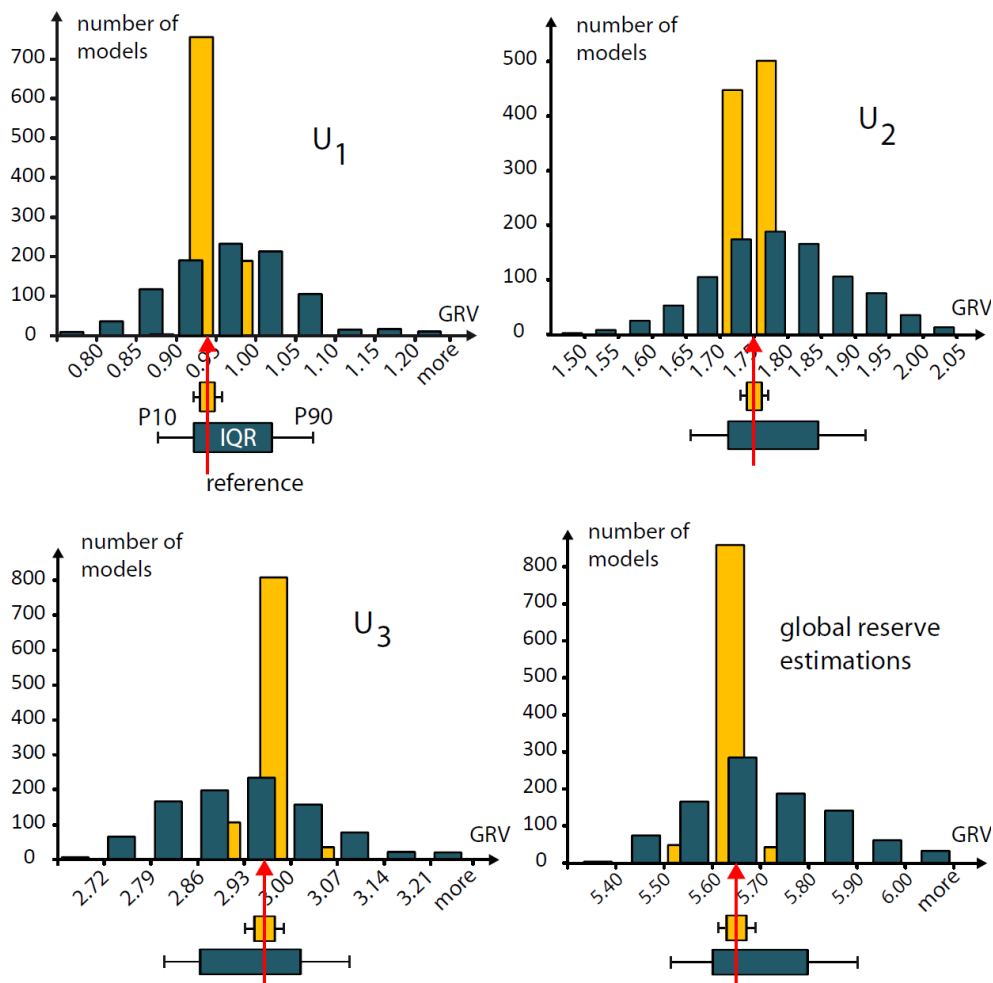 number of
models
700
600
500
400
300
200
100
0
U1
GRV
0.80
0.85
0.90
0.95
1.00
1.05
1.10
1.15
1.20
more
P10
P90
IQR
reference
number of
models
500
400
300
200
100
0
U2
GRV
1.50
1.55
1.60
1.65
1.70
1.75
1.80
1.85
1.90
1.95
2.00
2.05
number of
models
800
700
600
500
400
300
200
100
0
U3
GRV
2.72
2.79
2.86
2.93
3.00
3.07
3.14
3.21
more
number of
models
800
700
600
500
400
300
200
100
0
global reserve
estimations
GRV
5.40
5.50
5.60
5.70
5.80
5.90
6.00
more